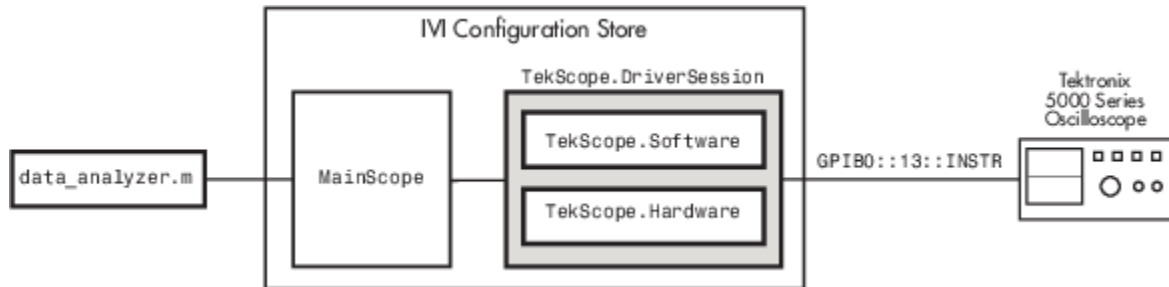 IVI Configuration Store
TekScope.DriverSession
Tektronix
5000 Series
Oscilloscope
TekScope.Software
GPIB0::13::INSTR
data_analyzer.m
MainScope
TekScope.Hardware